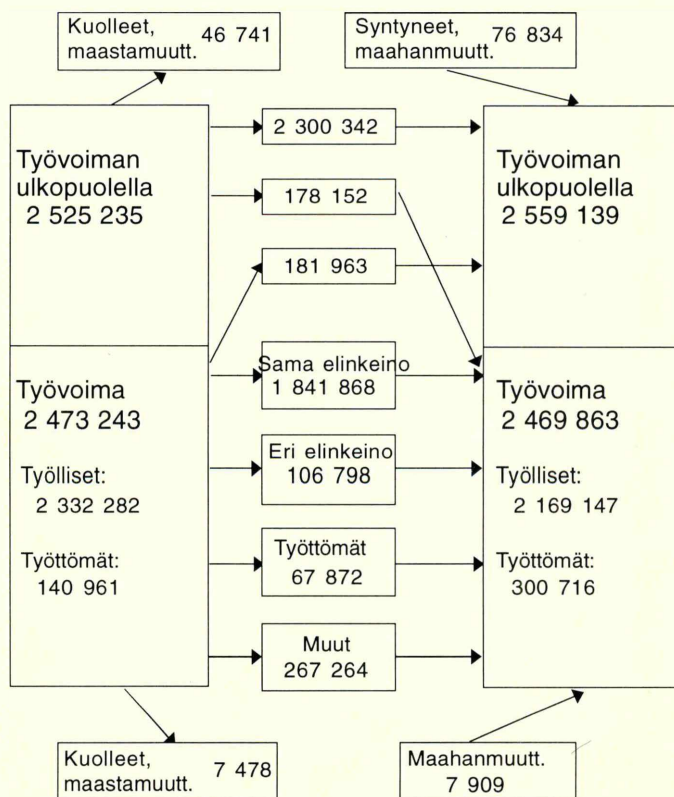 Kuolleet,
maastamuutt.
46 741
Syntyneet,
maahanmuutt.
76 834
Työvoiman
ulkopuolella
2 525 235
2 300 342
178 152
181 963
Työvoiman
ulkopuolella
2 559 139
Työvoima
2 473 243
Työlliset:
2 332 282
Työttömät:
140 961
Sama elinkeino
1 841 868
Eri elinkeino
106 798
Työttömät
67 872
Muut
267 264
Työvoima
2 469 863
Työlliset:
2 169 147
Työttömät:
300 716
Kuolleet,
maastamuutt.
7 478
Maahanmuutt.
7 909